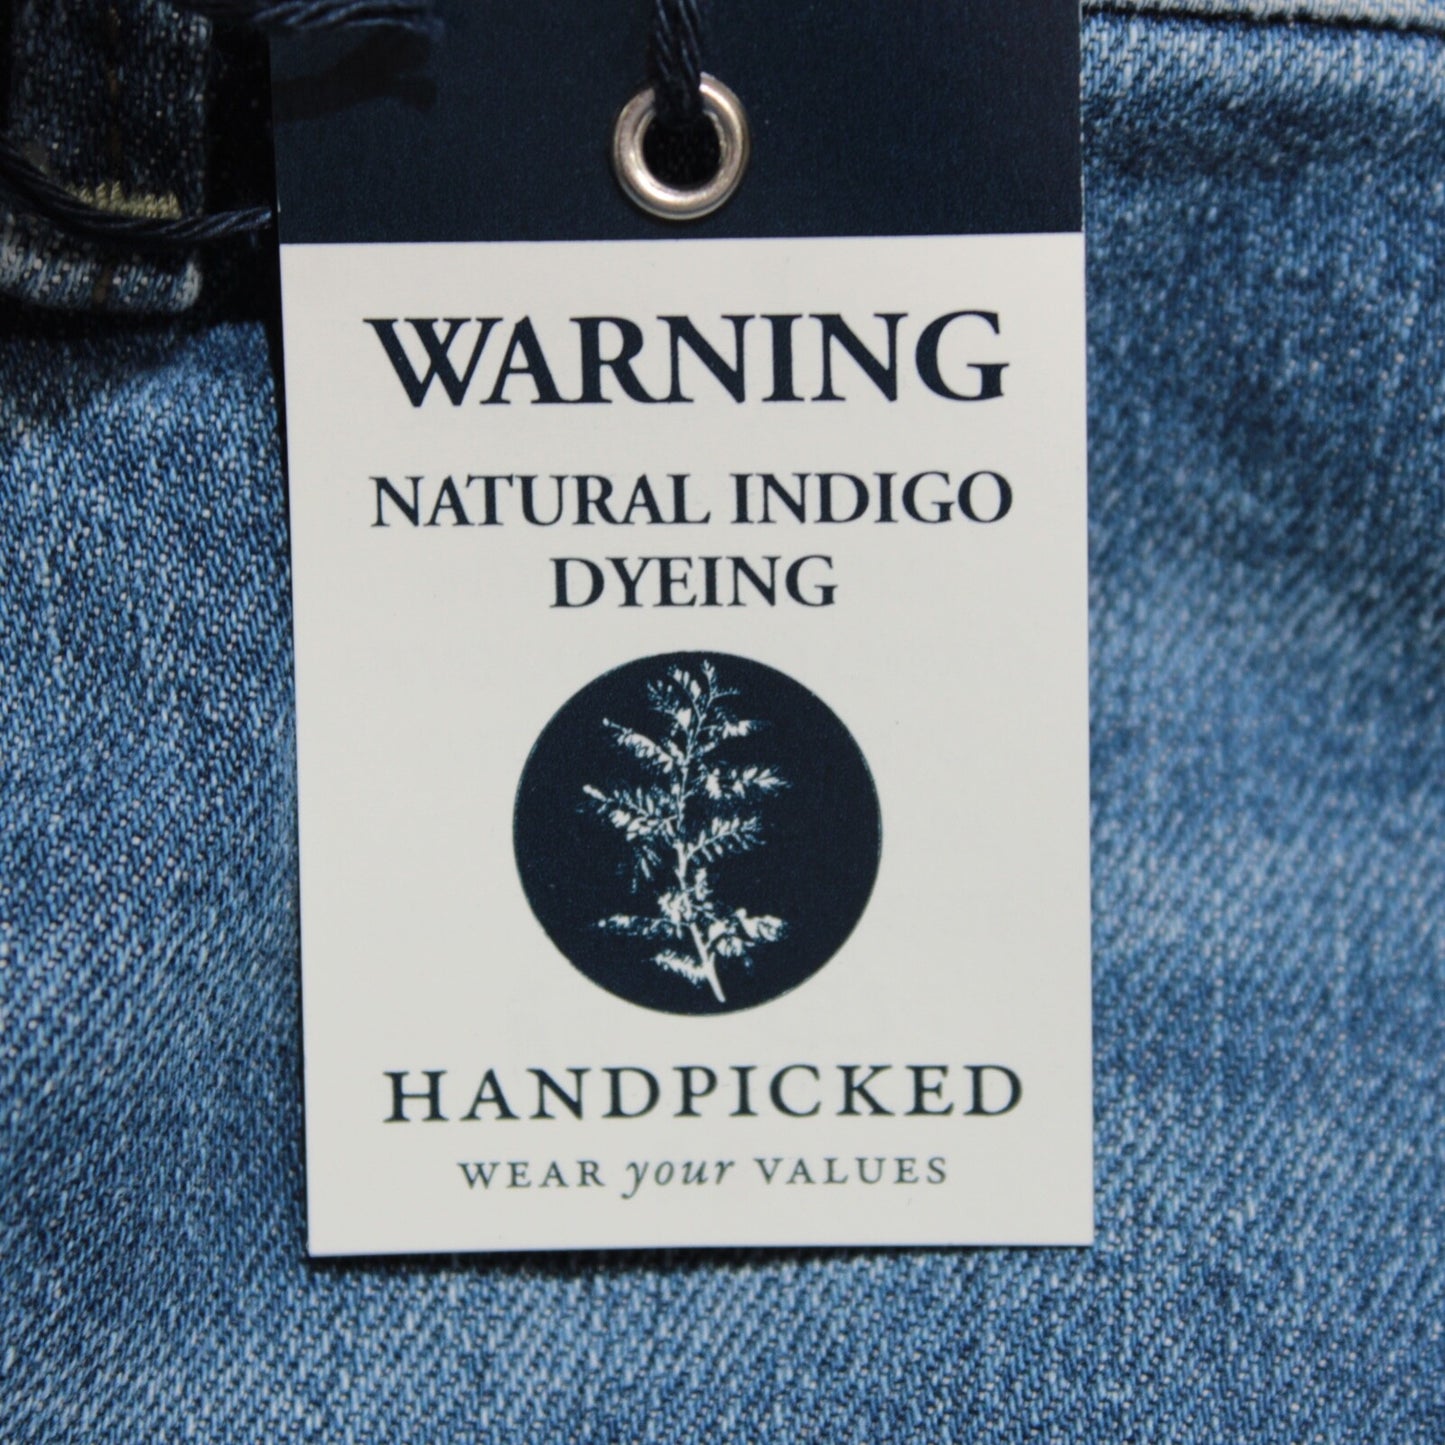 WARNING
NATURAL INDIGO
DYEING
HANDPICKED
WEAR your VALUES